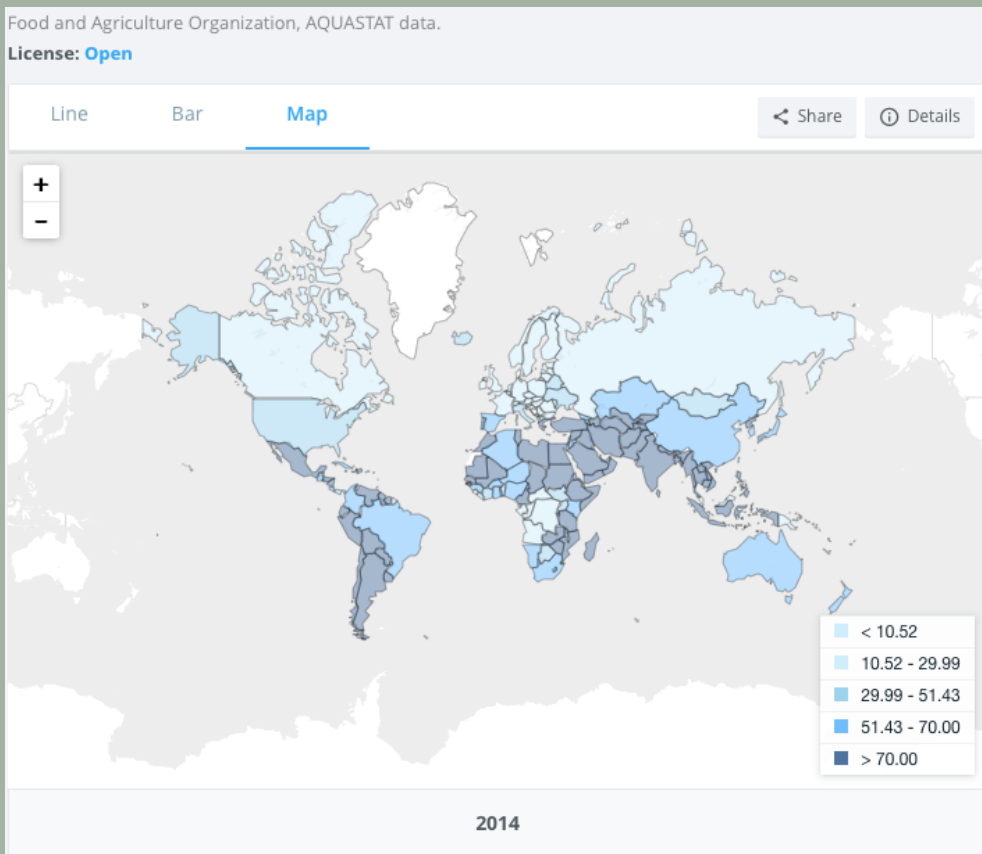 Food and Agriculture Organization, AQUASTAT data.
License: Open
Line Bar Map Share Details
+
−
< 10.52
10.52 - 29.99
29.99 - 51.43
51.43 - 70.00
> 70.00
2014